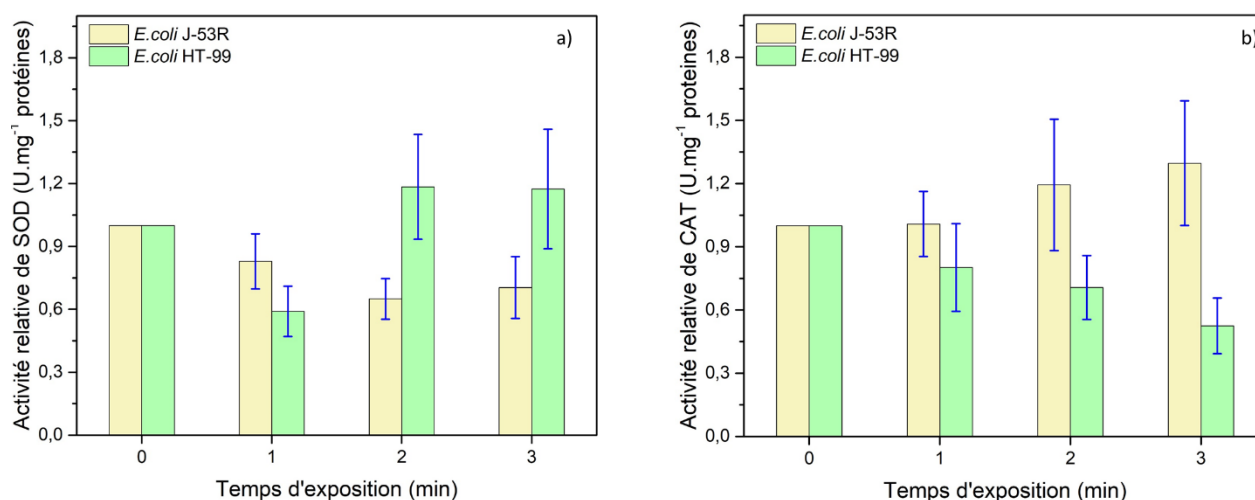 E.coli J-53R
E.coli HT-99
a)
Activité relative de SOD (U.mg⁻¹ protéines)
1,8
1,5
1,2
0,9
0,6
0,3
0,0
0 1 2 3
Temps d'exposition (min)
E.coli J-53R
E.coli HT-99
b)
Activité relative de CAT (U.mg⁻¹ proteines)
1,8
1,5
1,2
0,9
0,6
0,3
0,0
0 1 2 3
Temps d'exposition (min)